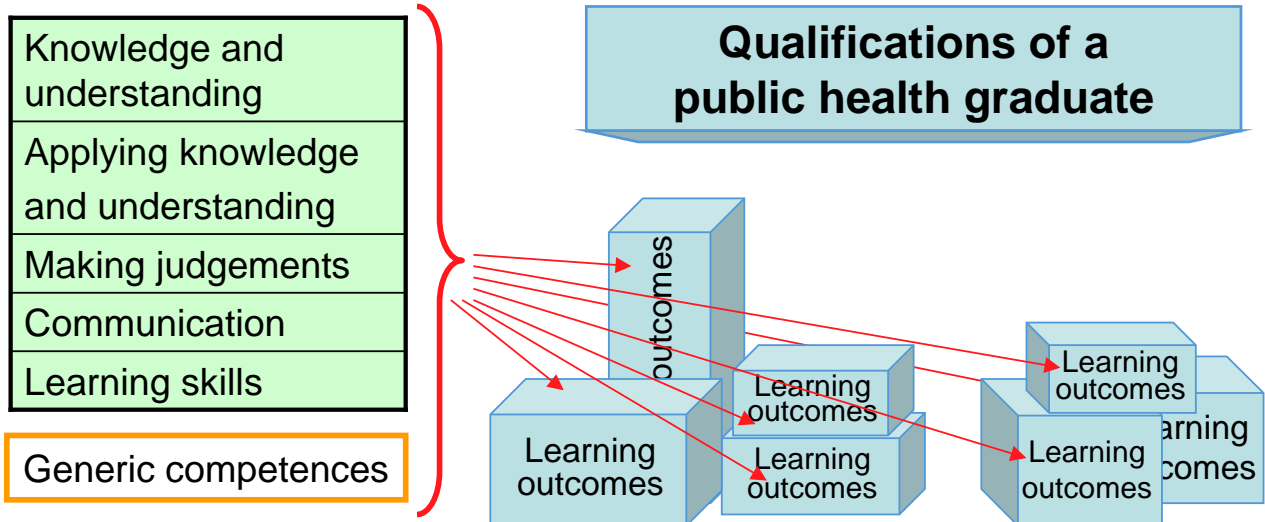 Knowledge and
understanding
Applying knowledge
and understanding
Making judgements
Communication
Learning skills
Generic competences
Qualifications of a
public health graduate
outcomes
Learning
outcomes
Learning
outcomes
Learning
outcomes
Learning
outcomes
Learning
outcomes
arning
comes